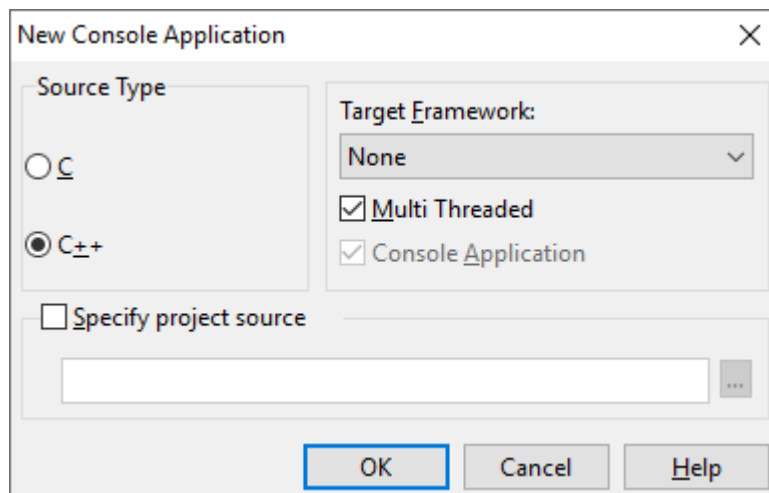 New Console Application
Source Type
C
C++
Target Framework:
None
Multi Threaded
Console Application
Specify project source
...
OK
Cancel
Help